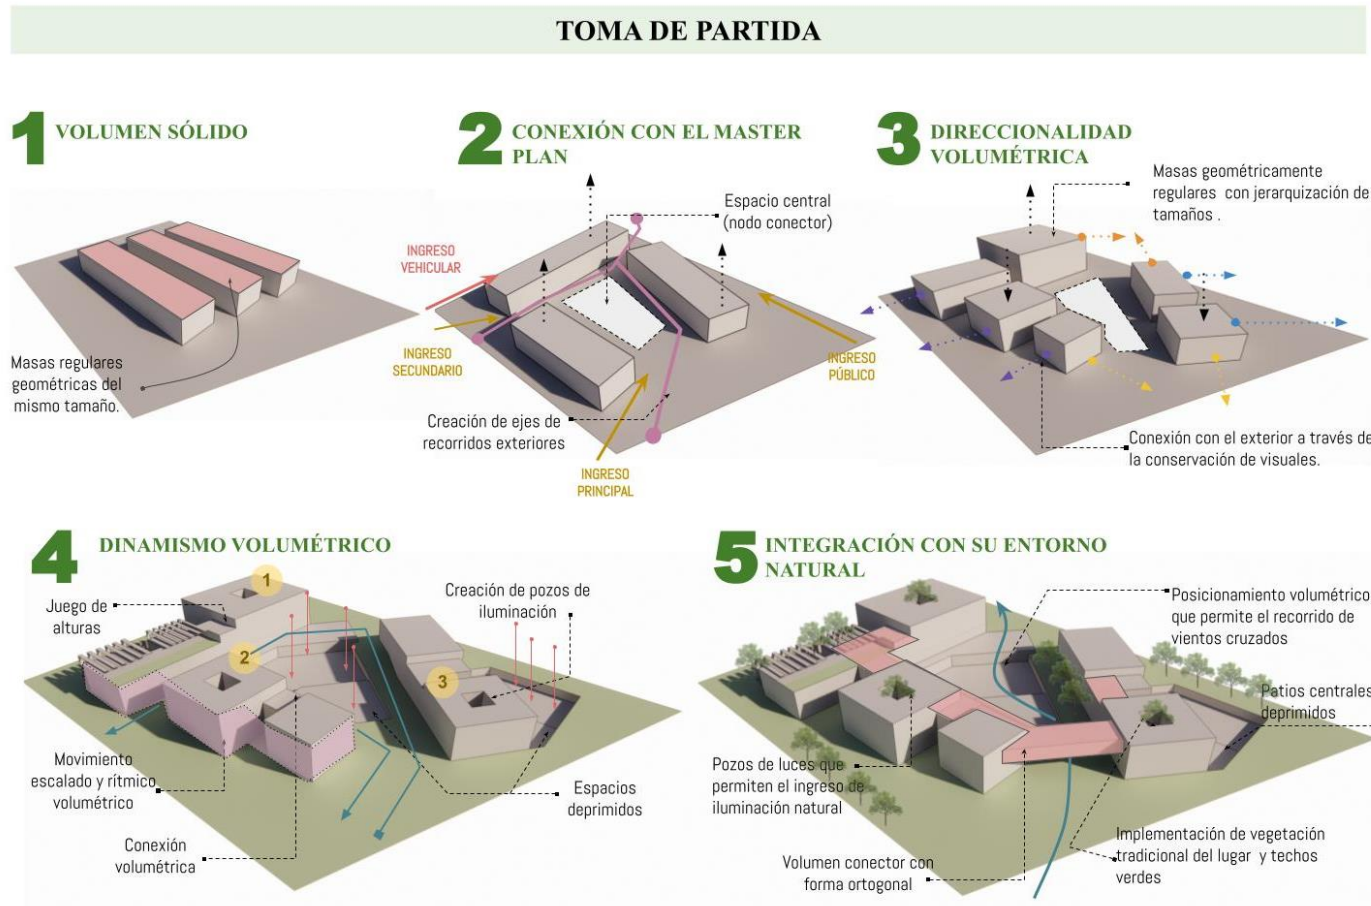 TOMA DE PARTIDA
1 VOLUMEN SÓLIDO
Masas regulares
geométricas del
mismo tamaño.
2 CONEXIÓN CON EL MASTER
PLAN
Espacio central
(nodo conector)
INGRESO
VEHICULAR
INGRESO
SECUNDARIO
INGRESO
PÚBLICO
Creación de ejes de
recorridos exteriores
INGRESO
PRINCIPAL
3 DIRECCIONALIDAD
VOLUMÉTRICA
Masas geométricamente
regulares con jerarquización de
tamaños .
Conexión con el exterior a través de
la conservación de visuales.
4 DINAMISMO VOLUMÉTRICO
Juego de
alturas
1
2
3
Creación de pozos de
iluminación
Movimiento
escalado y rítmico
volumétrico
Conexión
volumétrica
Espacios
deprimidos
5 INTEGRACIÓN CON SU ENTORNO
NATURAL
Posicionamiento volumétrico
que permite el recorrido de
vientos cruzados
Patios centrales
deprimidos
Pozos de luces que
permiten el ingreso de
iluminación natural
Volumen conector con
forma ortogonal
Implementación de vegetación
tradicional del lugar y techos
verdes